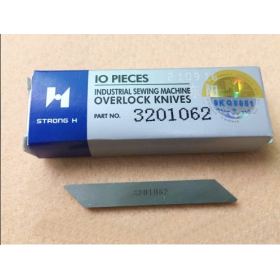 10 PIECES
INDUSTRIAL SEWING MACHINE
OVERLOCK KNIVES
PART NO. 3201062
STRONG H
3201062